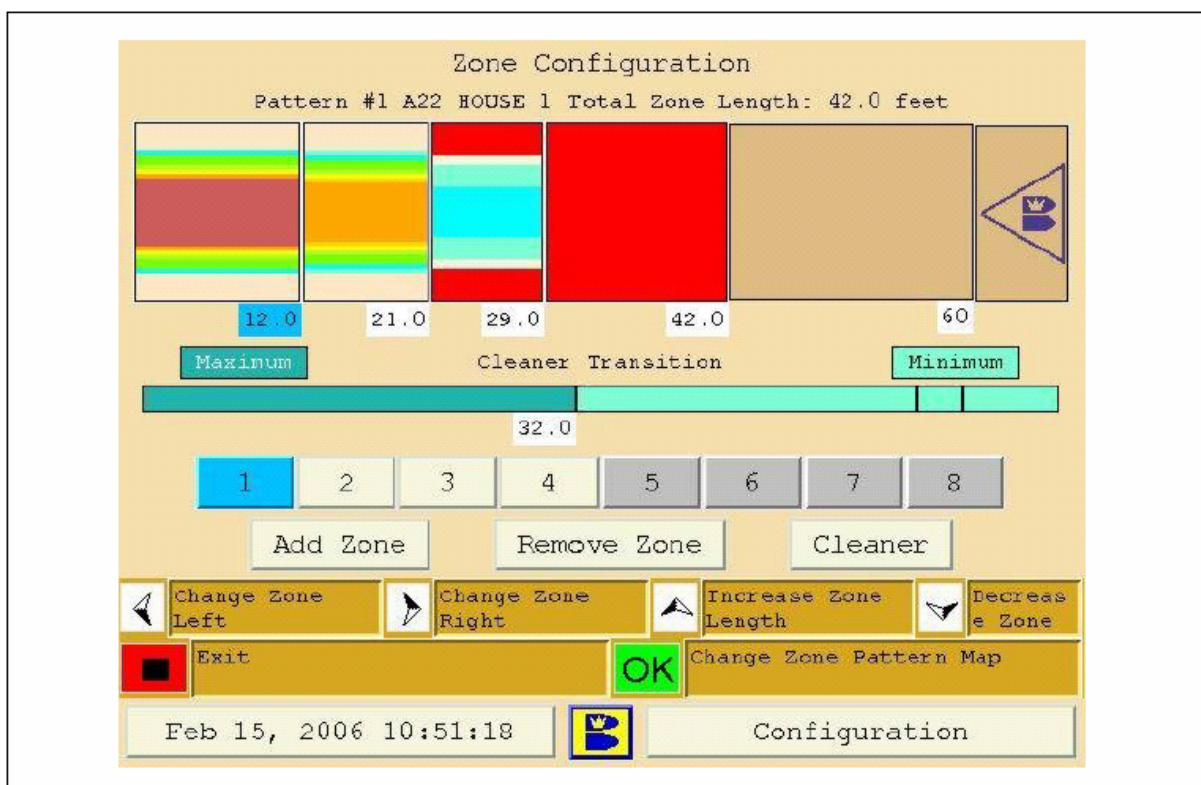 Zone Configuration
Pattern #1 A22 HOUSE 1 Total Zone Length: 42.0 feet
12.0 21.0 29.0 42.0 60
Maximum Cleaner Transition Minimum
32.0
1 2 3 4 5 6 7 8
Add Zone Remove Zone Cleaner
Change Zone Left
Change Zone Right
Increase Zone Length
Decreas
e Zone
Exit
OK Change Zone Pattern Map
Feb 15, 2006 10:51:18 Configuration